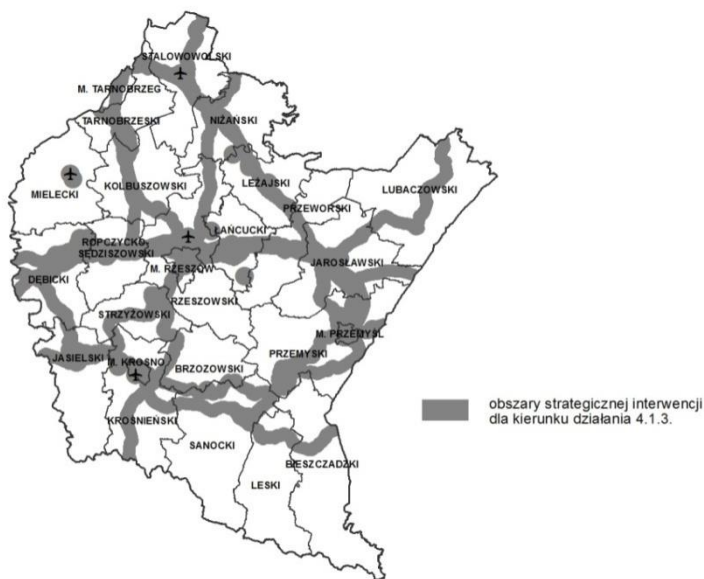 STALOWOWOLSKI
M. TARNOBRZEG
TARNOBRZESKI
NIŻAŃSKI
MIELECKI
KOLBUSZOWSKI
LEŻAJSKI
LUBACZOWSKI
PRZEWORSKI
ROPCZYCKO-
SĘDZISZOWSKI
ŁAŃCUCKI
M. RZESZÓW
JAROSŁAWSKI
DĘBICKI
RZESZOWSKI
STRZYŻOWSKI
M. PRZEMYŚL
JASIELSKI
M. KROSNO
BRZOZOWSKI
PRZEMYSKI
obszary strategicznej interwencji
dla kierunku działania 4.1.3.
KROŚNIEŃSKI
SANOCKI
BIESZCZADZKI
LESKI